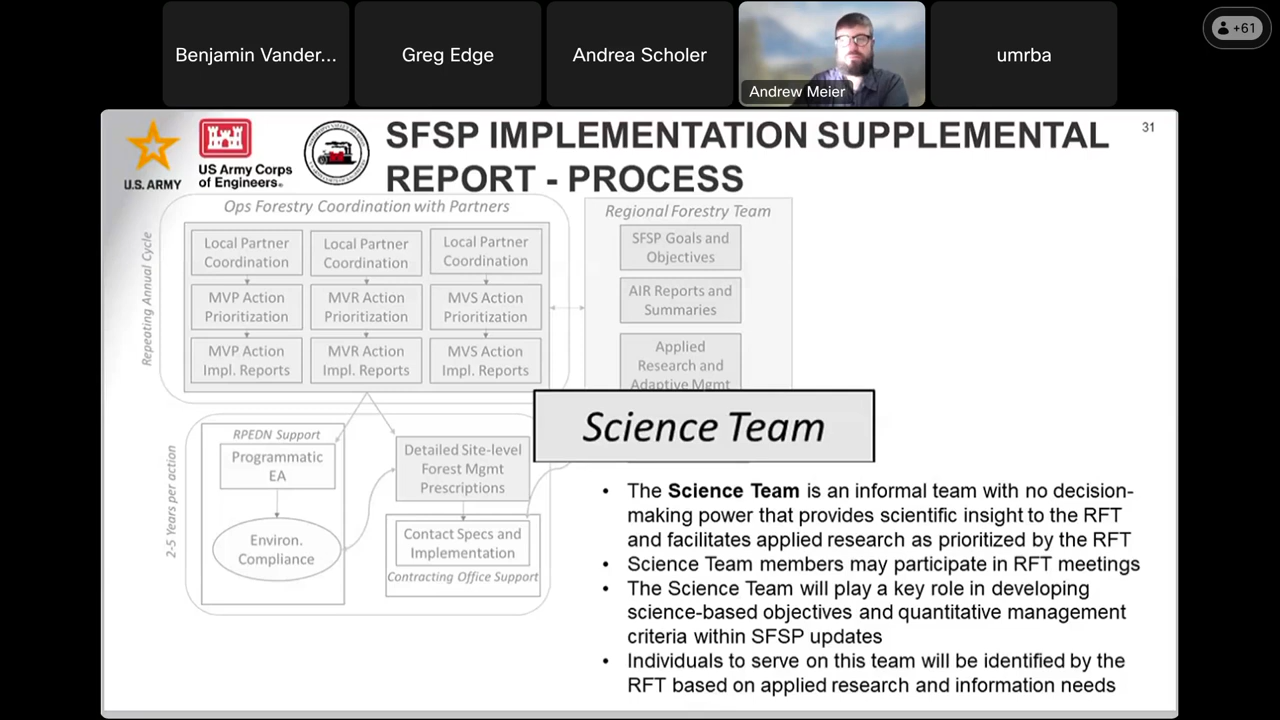 Benjamin Vander...
Greg Edge
Andrea Scholer
Andrew Meier
umrba
+61
U.S. ARMY
US Army Corps
of Engineers®
SFSP IMPLEMENTATION SUPPLEMENTAL
REPORT - PROCESS
31
Ops Forestry Coordination with Partners
Repeating Annual Cycle
Local Partner
Coordination
Local Partner
Coordination
Local Partner
Coordination
MVP Action
Prioritization
MVR Action
Prioritization
MVS Action
Prioritization
MVP Action
Impl. Reports
MVR Action
Impl. Reports
MVS Action
Impl. Reports
Regional Forestry Team
SFSP Goals and
Objectives
AIR Reports and
Summaries
Applied
Research and
Adaptive Mgmt
Science Team
2-5 Years per action
RPEDN Support
Programmatic
EA
Environ.
Compliance
Detailed Site-level
Forest Mgmt
Prescriptions
Contact Specs and
Implementation
Contracting Office Support
• The Science Team is an informal team with no decision-
making power that provides scientific insight to the RFT
and facilitates applied research as prioritized by the RFT
• Science Team members may participate in RFT meetings
• The Science Team will play a key role in developing
science-based objectives and quantitative management
criteria within SFSP updates
• Individuals to serve on this team will be identified by the
RFT based on applied research and information needs